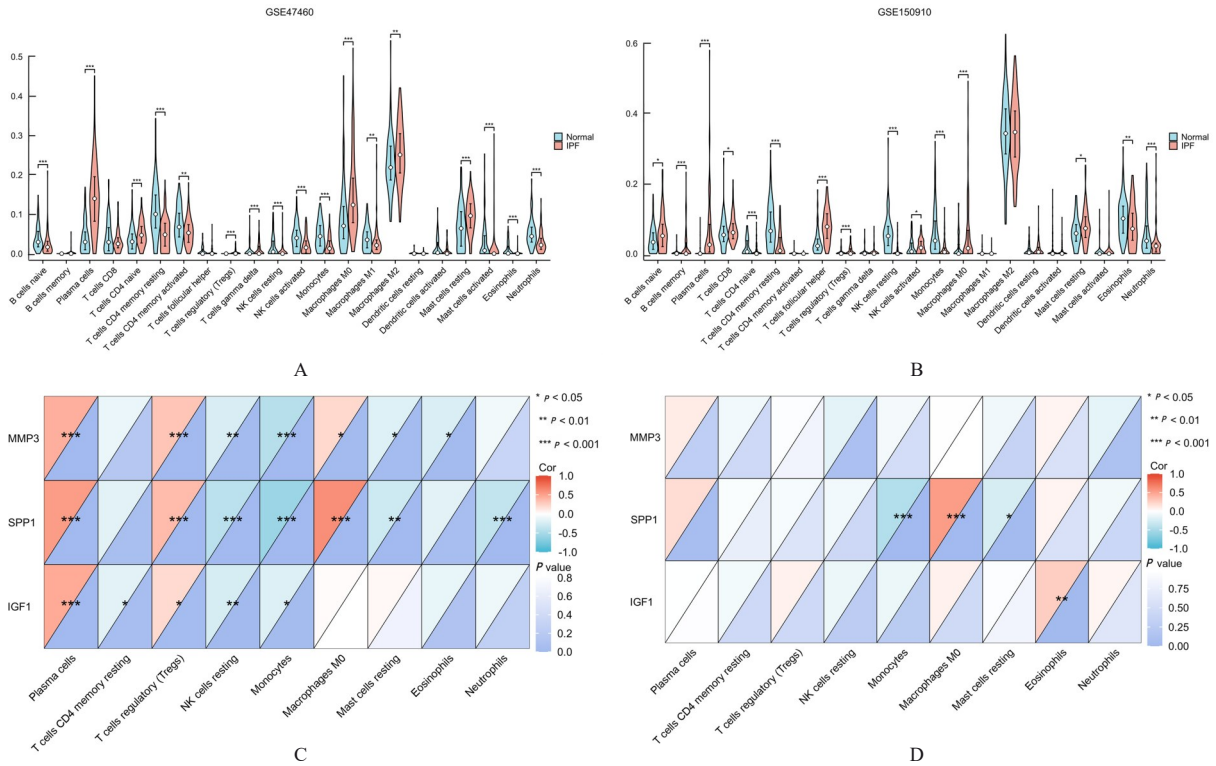 GSE47460
0.5
0.4
0.3
0.2
0.1
0.0
***
***
***
***
**
***
***
***
***
***
***
**
**
***
***
***
***
Normal
IPF
B cells naive
B cells memory
Plasma cells
T cells CD8
T cells CD4 naive
T cells CD4 memory resting
T cells CD4 memory activated
T cells follicular helper
T cells regulatory (Tregs)
T cells gamma delta
NK cells resting
NK cells activated
Monocytes
Macrophages M0
Macrophages M1
Macrophages M2
Dendritic cells resting
Dendritic cells activated
Mast cells resting
Mast cells activated
Eosinophils
Neutrophils
A
GSE150910
0.6
0.4
0.2
0.0
*
***
***
*
***
***
***
***
***
*
***
***
*
**
***
Normal
IPF
B cells naive
B cells memory
Plasma cells
T cells CD8
T cells CD4 naive
T cells CD4 memory resting
T cells CD4 memory activated
T cells follicular helper
T cells regulatory (Tregs)
T cells gamma delta
NK cells resting
NK cells activated
Monocytes
Macrophages M0
Macrophages M1
Macrophages M2
Dendritic cells resting
Dendritic cells activated
Mast cells resting
Mast cells activated
Eosinophils
Neutrophils
B
MMP3
*** *** ** *** * * *
SPP1
*** *** *** *** *** ** ***
IGF1
*** * * ** *
Plasma cells
T cells CD4 memory resting
T cells regulatory (Tregs)
NK cells resting
Monocytes
Macrophages M0
Mast cells resting
Eosinophils
Neutrophils
* P < 0.05
** P < 0.01
*** P < 0.001
Cor
1.0
0.5
0.0
-0.5
-1.0
P value
0.8
0.6
0.4
0.2
0.0
C
MMP3
SPP1
*** *** *
IGF1
**
Plasma cells
T cells CD4 memory resting
T cells regulatory (Tregs)
NK cells resting
Monocytes
Macrophages M0
Mast cells resting
Eosinophils
Neutrophils
* P < 0.05
** P < 0.01
*** P < 0.001
Cor
1.0
0.5
0.0
-0.5
-1.0
P value
0.75
0.50
0.25
0.00
D